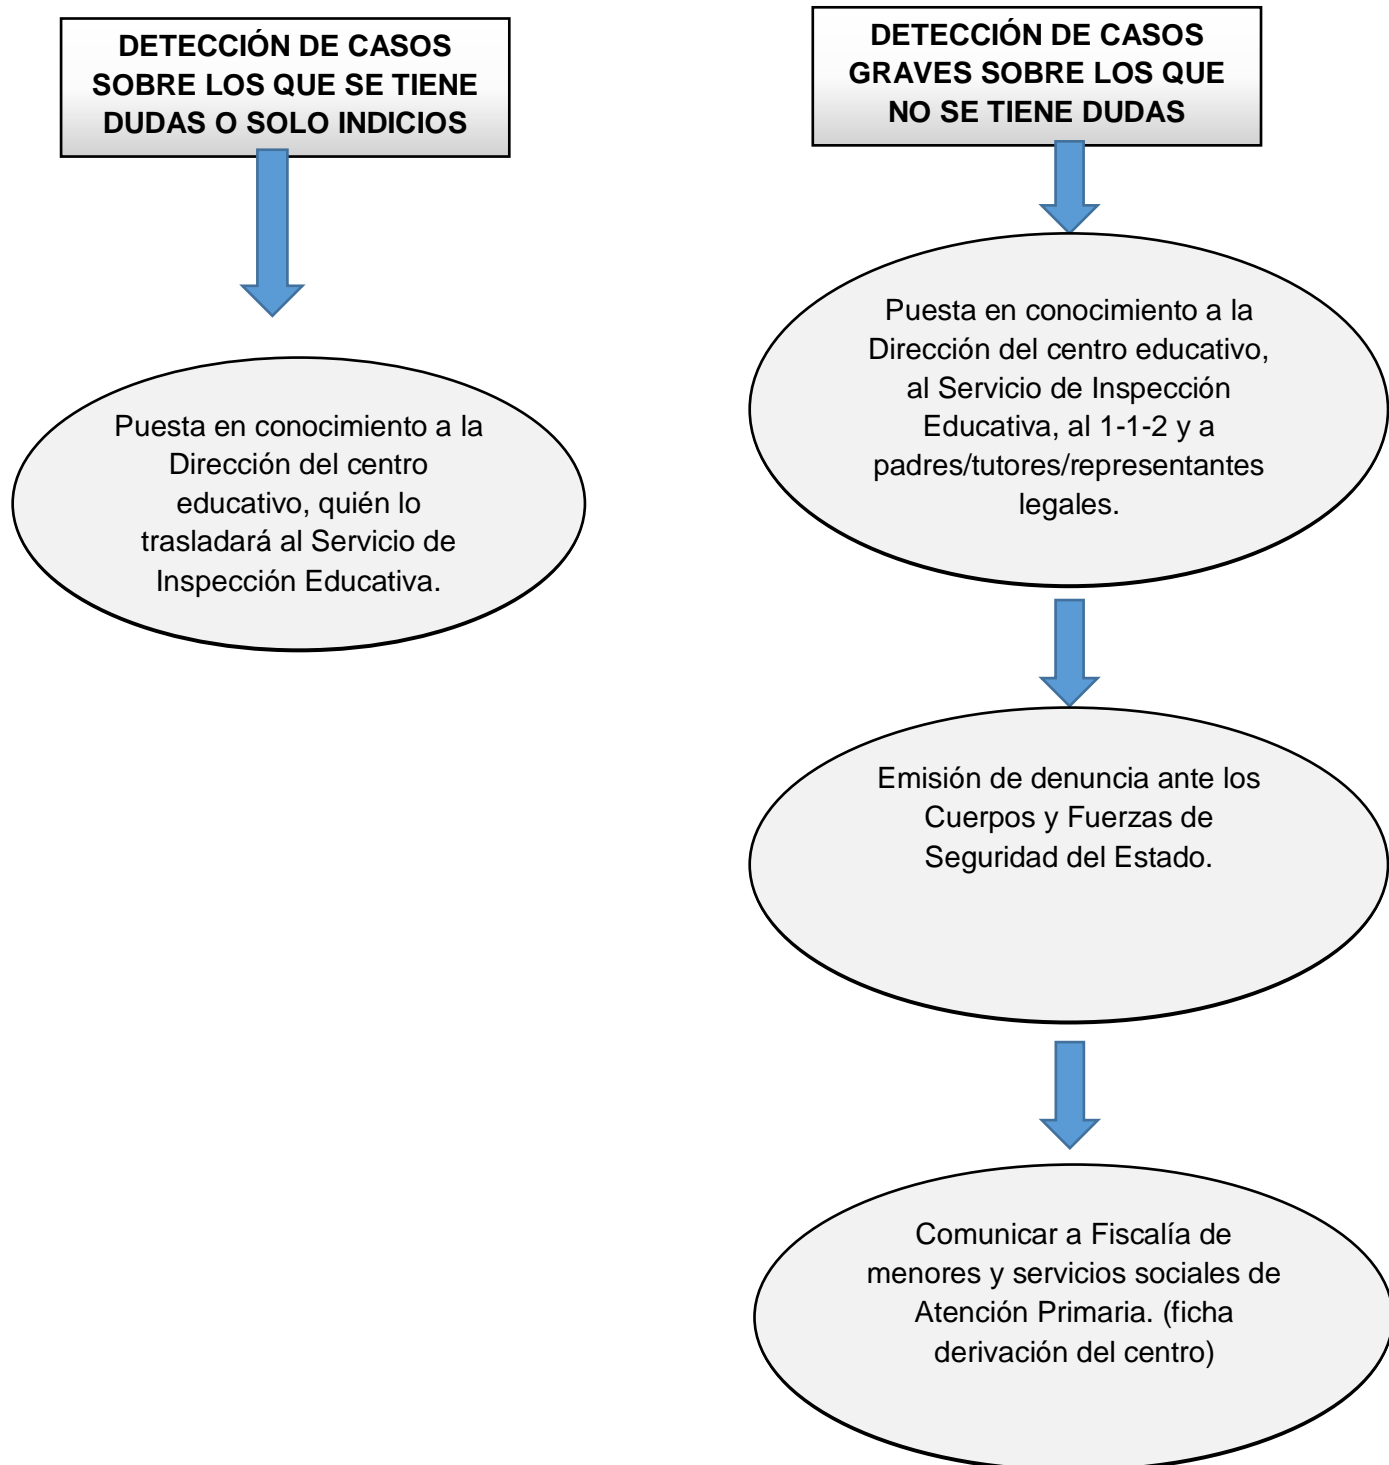 DETECCIÓN DE CASOS
SOBRE LOS QUE SE TIENE
DUDAS O SOLO INDICIOS
Puesta en conocimiento a la
Dirección del centro
educativo, quién lo
trasladará al Servicio de
Inspección Educativa.
DETECCIÓN DE CASOS
GRAVES SOBRE LOS QUE
NO SE TIENE DUDAS
Puesta en conocimiento a la
Dirección del centro educativo,
al Servicio de Inspección
Educativa, al 1-1-2 y a
padres/tutores/representantes
legales.
Emisión de denuncia ante los
Cuerpos y Fuerzas de
Seguridad del Estado.
Comunicar a Fiscalía de
menores y servicios sociales de
Atención Primaria. (ficha
derivación del centro)